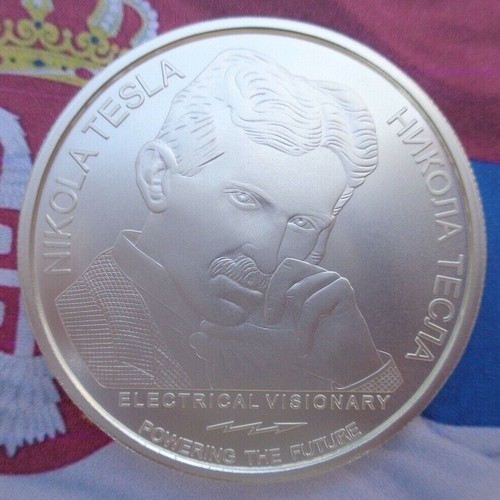 NIKOLA TESLA
НИКОЛА ТЕСЛА
ELECTRICAL VISIONARY
POWERING THE FUTURE